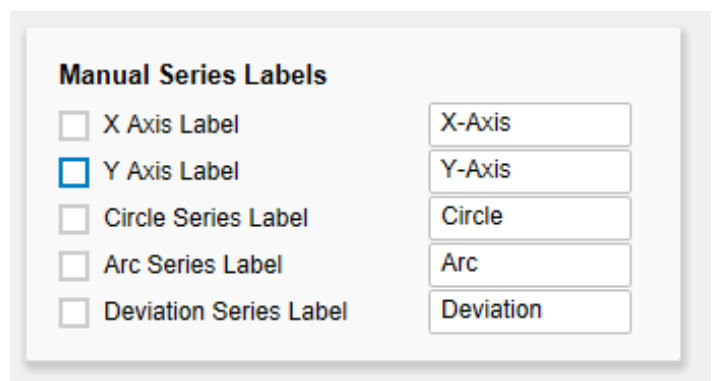 Manual Series Labels
X Axis Label X-Axis
Y Axis Label Y-Axis
Circle Series Label Circle
Arc Series Label Arc
Deviation Series Label Deviation